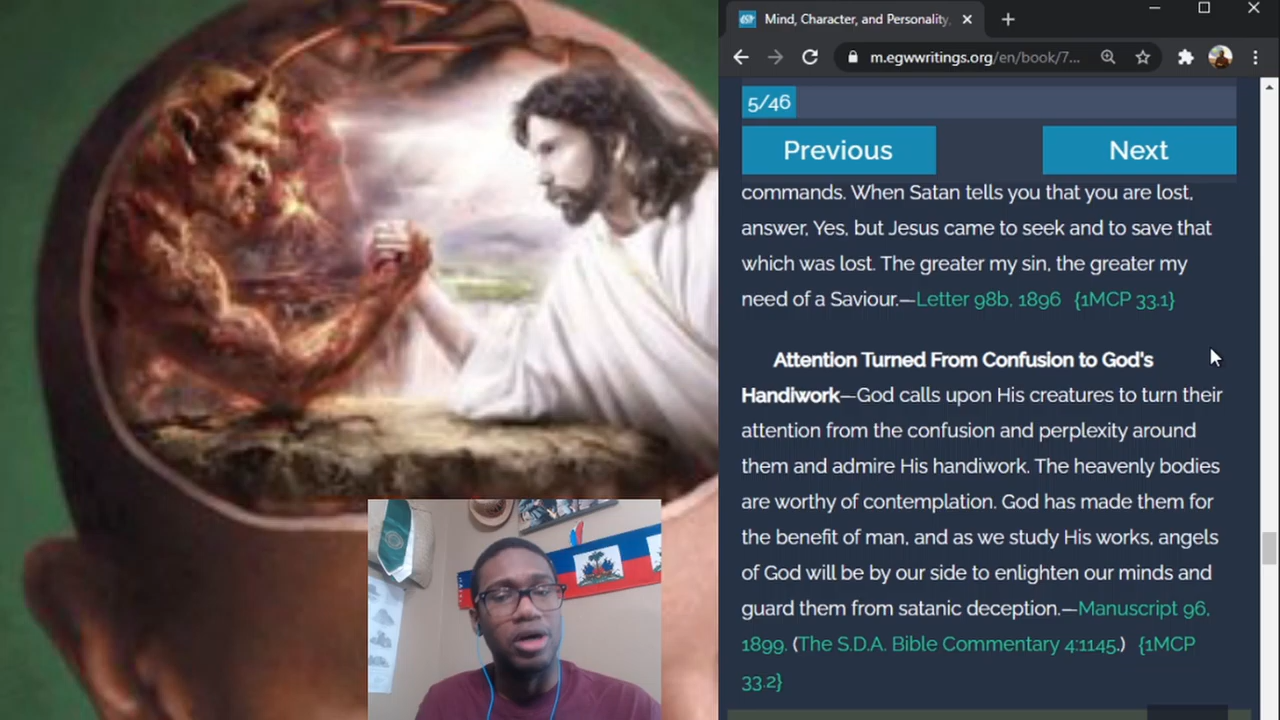 Mind, Character, and Personality,
m.egwwritings.org/en/book/7...
5/46
Previous
Next
commands. When Satan tells you that you are lost,
answer, Yes, but Jesus came to seek and to save that
which was lost. The greater my sin, the greater my
need of a Saviour.—Letter 98b, 1896 {1MCP 33.1}
Attention Turned From Confusion to God's
Handiwork—God calls upon His creatures to turn their
attention from the confusion and perplexity around
them and admire His handiwork. The heavenly bodies
are worthy of contemplation. God has made them for
the benefit of man, and as we study His works, angels
of God will be by our side to enlighten our minds and
guard them from satanic deception.—Manuscript 96,
1899. (The S.D.A. Bible Commentary 4:1145.) {1MCP
33.2}